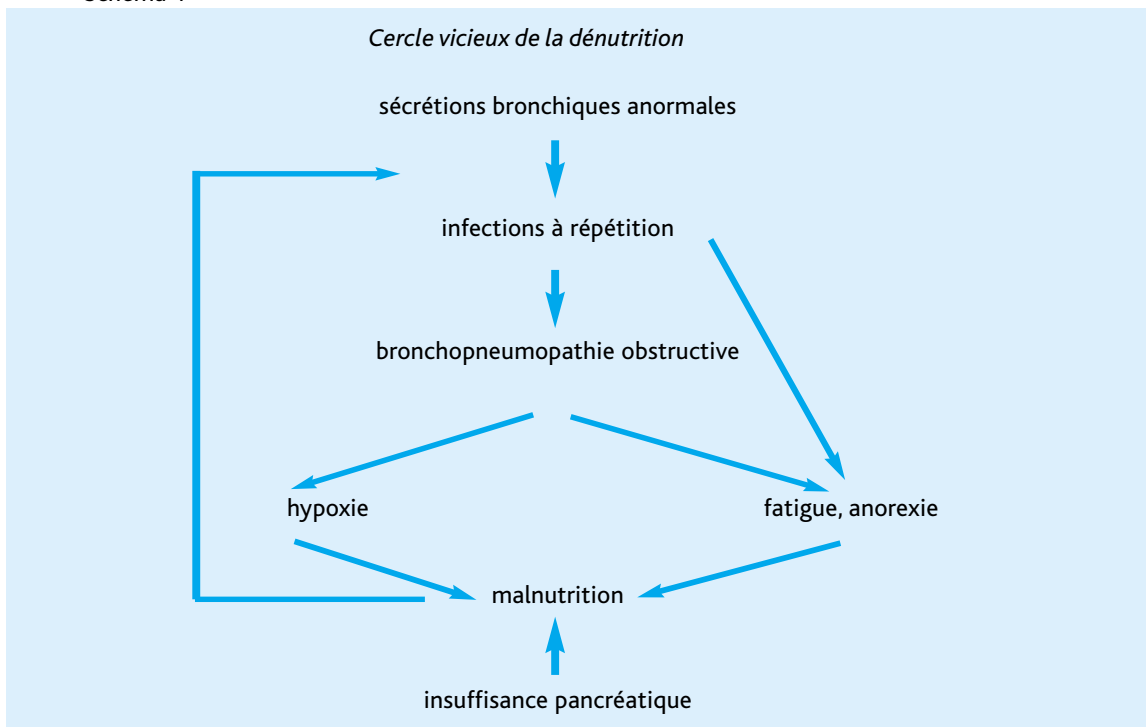 Cercle vicieux de la dénutrition
sécrétions bronchiques anormales
infections à répétition
bronchopneumopathie obstructive
hypoxie
fatigue, anorexie
malnutrition
insuffisance pancréatique